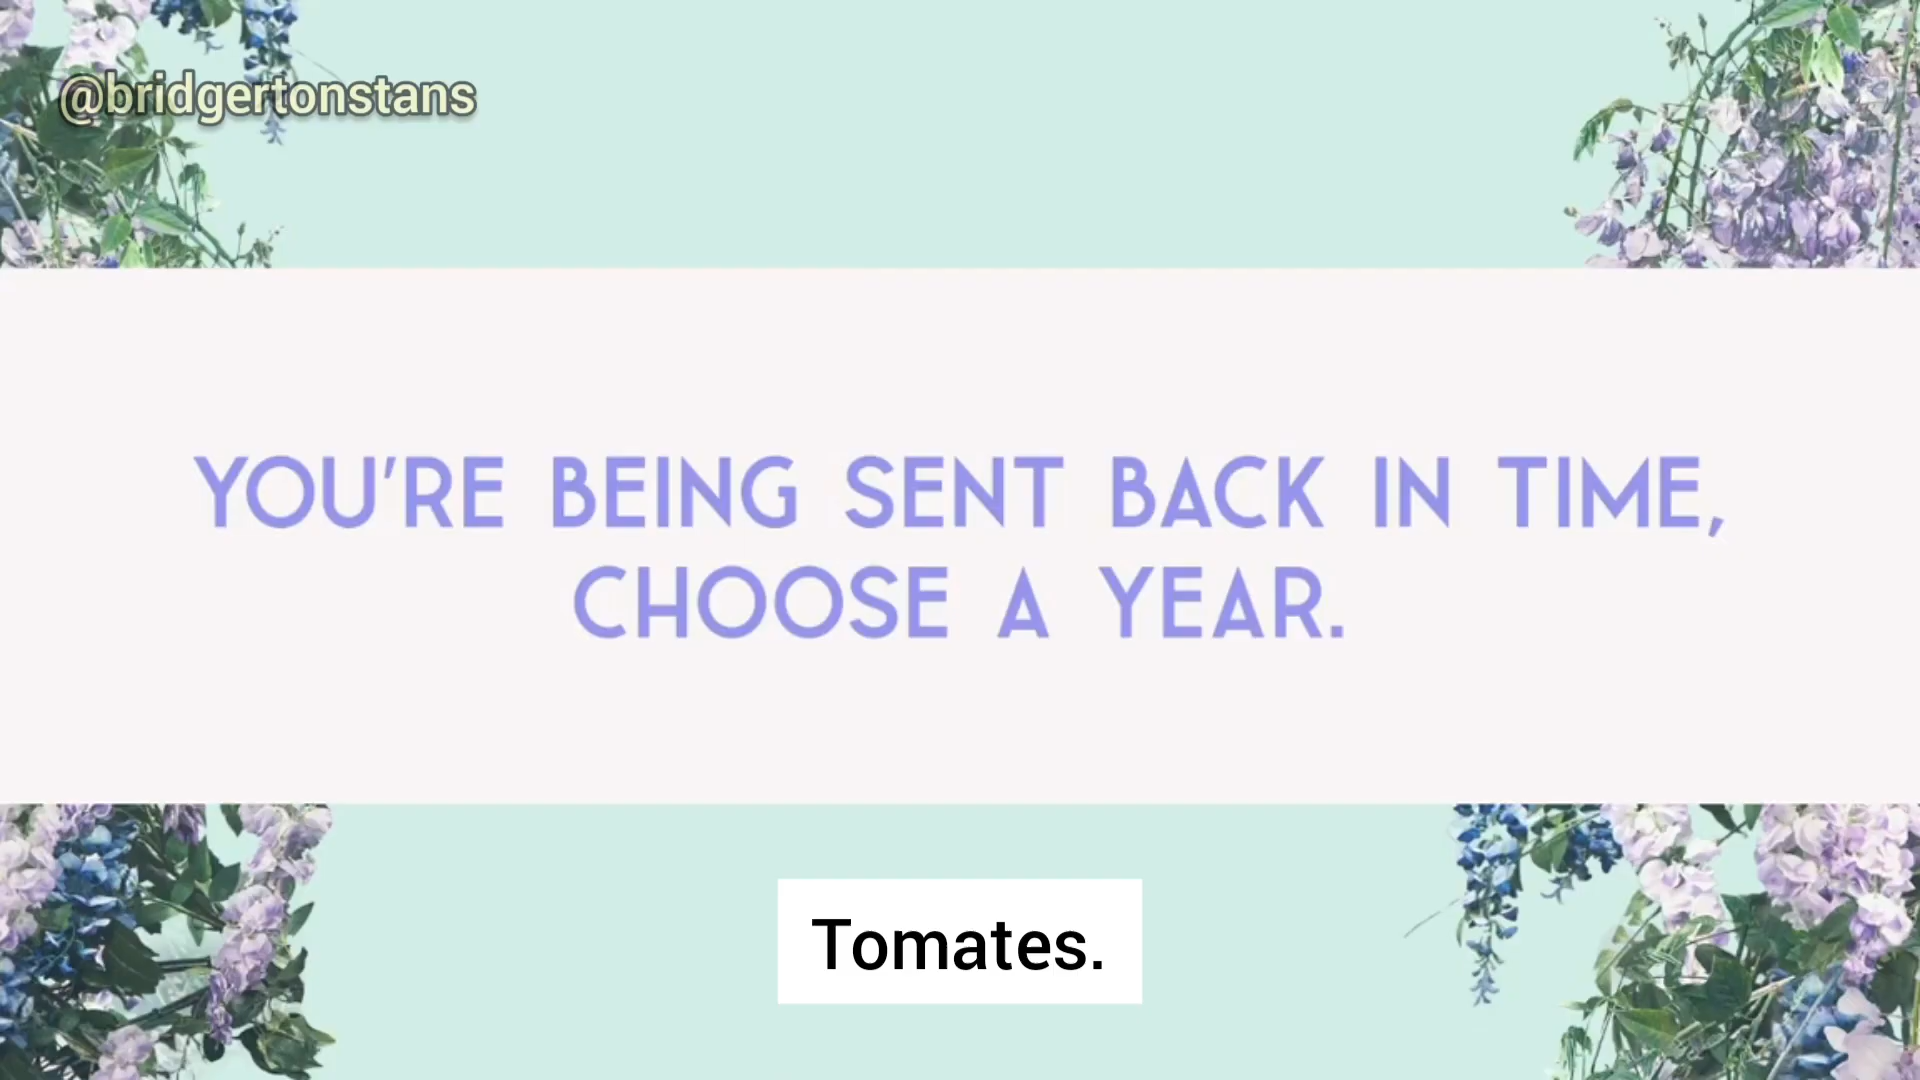 @bridgertonstans
YOU'RE BEING SENT BACK IN TIME,
CHOOSE A YEAR.
Tomates.